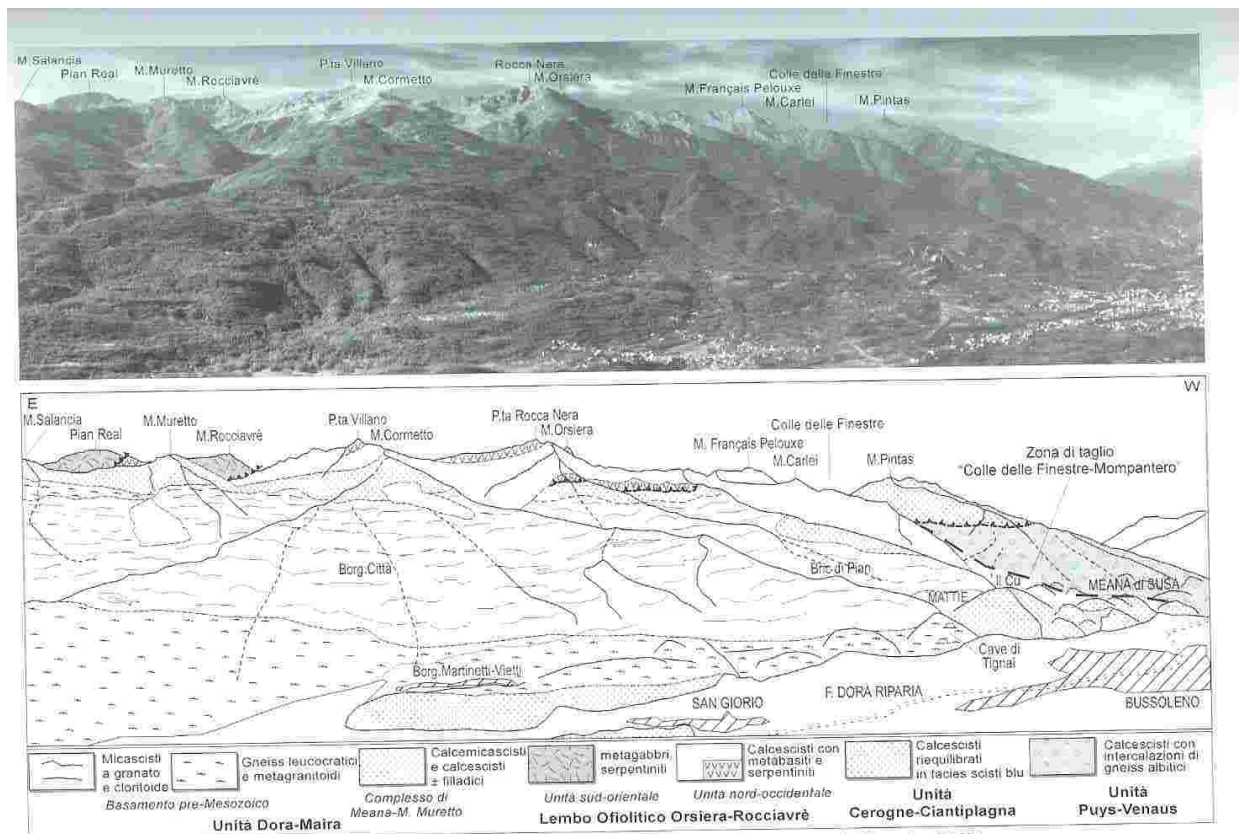 M.Salancia
Pian Real
M.Muretto
M.Rocciavrè
P.ta Villano
M.Cormetto
Rocca Nera
M.Orsiera
M.Français Pelouxe
Colle delle Finestre
M.Carlei
M.Pintas
E
W
M.Salancia
Pian Real
M.Muretto
M.Rocciavrè
P.ta Villano
M.Cormetto
P.ta Rocca Nera
M.Orsiera
M. Français Pelouxe
Colle delle Finestre
M.Carlei
M.Pintas
Zona di taglio
"Colle delle Finestre-Mompantero"
Borg.Città
Bric di Pian
Il Cu
MEANA di SUSA
MATTIE
Cave di
Tignai
Borg.Martinetti-Vietti
SAN GIORIO
F. DORA RIPARIA
BUSSOLENO
Micascisti
a granato
e cloritoide
Gneiss leucocratici
e metagranitoidi
Basamento pre-Mesozoico
Unità Dora-Maira
Calcemicascisti
e calcescisti
± filladici
Complesso di
Meana-M. Muretto
metagabbri,
serpentiniti
Unità sud-orientale
Calcescisti con
metabasiti e
serpentiniti
Unità nord-occidentale
Lembo Ofiolitico Orsiera-Rocciavrè
Calcescisti
riequilibrati
in facies scisti blu
Unità
Cerogne-Ciantiplagna
Calcescisti con
intercalazioni di
gneiss albitici
Unità
Puys-Venaus